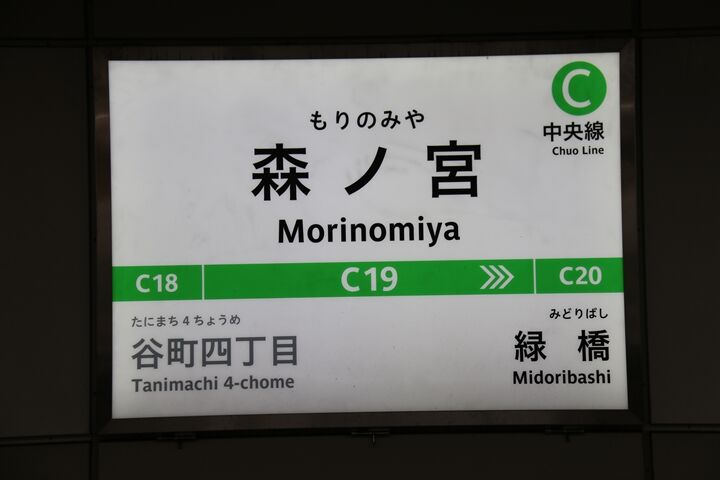 C
中央線
Chuo Line
もりのみや
森ノ宮
Morinomiya
C18 C19 C20
たにまち4ちょうめ
谷町四丁目
Tanimachi 4-chome
みどりばし
緑橋
Midoribashi